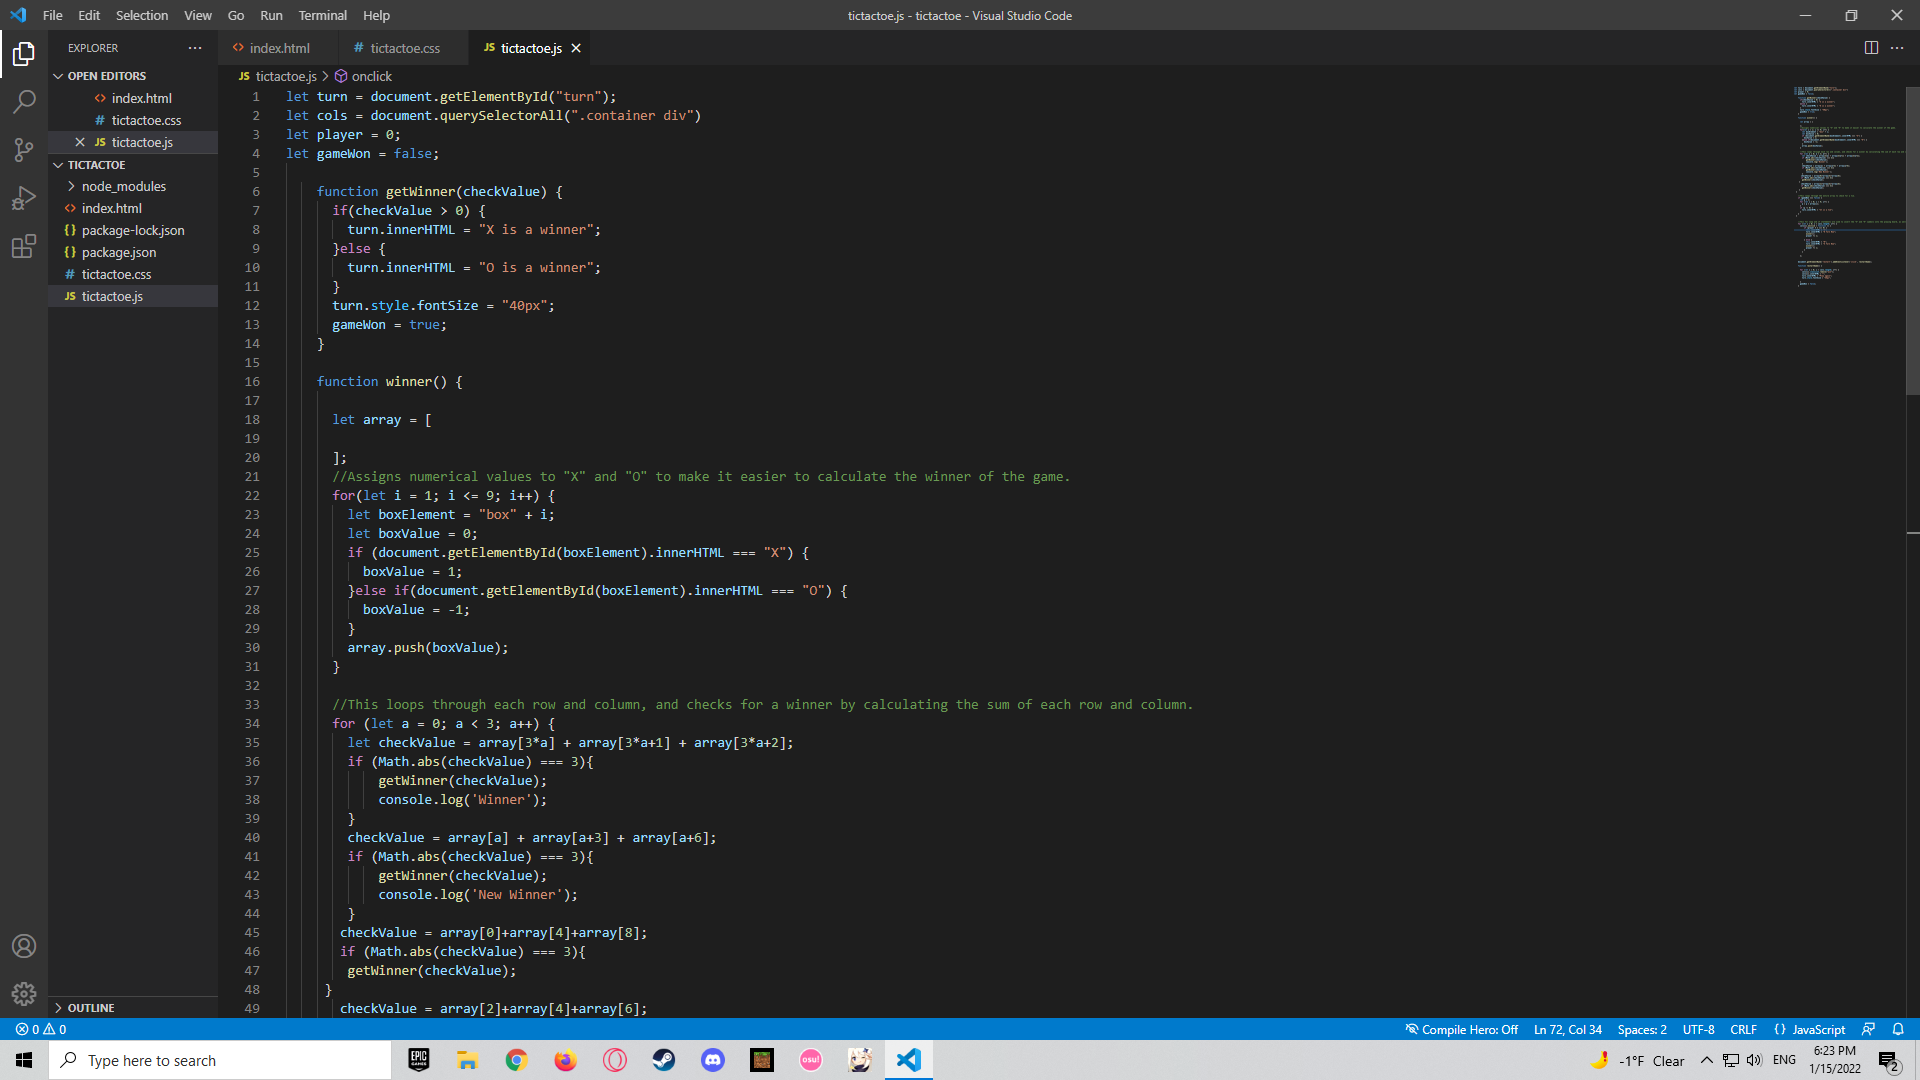 File Edit Selection View Go Run Terminal Help
tictactoe.js - tictactoe - Visual Studio Code
EXPLORER
OPEN EDITORS
index.html
tictactoe.css
JS tictactoe.js
TICTACTOE
node_modules
index.html
{} package-lock.json
{} package.json
# tictactoe.css
JS tictactoe.js
OUTLINE
<> index.html # tictactoe.css JS tictactoe.js
JS tictactoe.js > onclick
1 let turn = document.getElementById("turn");
2 let cols = document.querySelectorAll(".container div")
3 let player = 0;
4 let gameWon = false;
5
6 function getWinner(checkValue) {
7 if(checkValue > 0) {
8 turn.innerHTML = "X is a winner";
9 }else {
10 turn.innerHTML = "O is a winner";
11 }
12 turn.style.fontSize = "40px";
13 gameWon = true;
14 }
15
16 function winner() {
17
18 let array = [
19
20 ];
21 //Assigns numerical values to "X" and "O" to make it easier to calculate the winner of the game.
22 for(let i = 1; i <= 9; i++) {
23 let boxElement = "box" + i;
24 let boxValue = 0;
25 if (document.getElementById(boxElement).innerHTML === "X") {
26 boxValue = 1;
27 }else if(document.getElementById(boxElement).innerHTML === "O") {
28 boxValue = -1;
29 }
30 array.push(boxValue);
31 }
32
33 //This loops through each row and column, and checks for a winner by calculating the sum of each row and column.
34 for (let a = 0; a < 3; a++) {
35 let checkValue = array[3*a] + array[3*a+1] + array[3*a+2];
36 if (Math.abs(checkValue) === 3){
37 getWinner(checkValue);
38 console.log('Winner');
39 }
40 checkValue = array[a] + array[a+3] + array[a+6];
41 if (Math.abs(checkValue) === 3){
42 getWinner(checkValue);
43 console.log('New Winner');
44 }
45 checkValue = array[0]+array[4]+array[8];
46 if (Math.abs(checkValue) === 3){
47 getWinner(checkValue);
48 }
49 checkValue = array[2]+array[4]+array[6];
0 0 Compile Hero: Off Ln 72, Col 34 Spaces: 2 UTF-8 CRLF {} JavaScript
Type here to search
EPIC GAMES
osu!
-1°F Clear
ENG
6:23 PM
1/15/2022
2